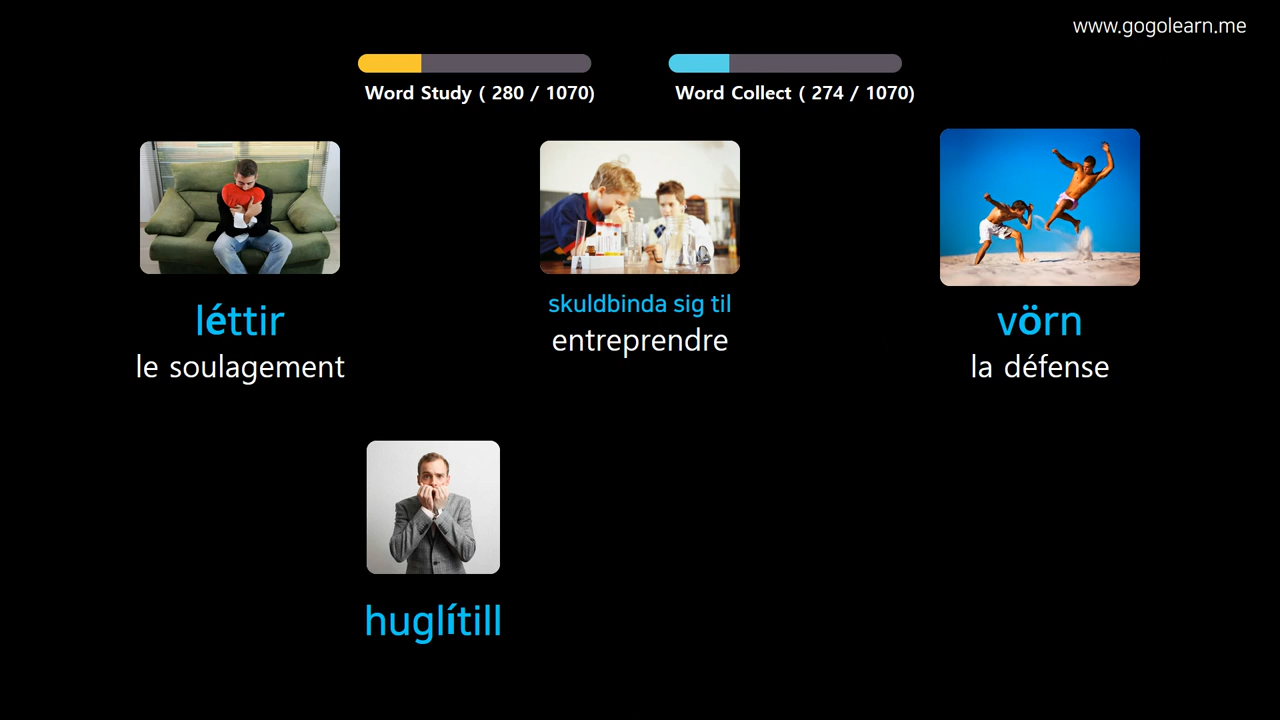 www.gogolearn.me
Word Study ( 280 / 1070)
Word Collect ( 274 / 1070)
léttir
le soulagement
skuldbinda sig til
entreprendre
vörn
la défense
huglítill